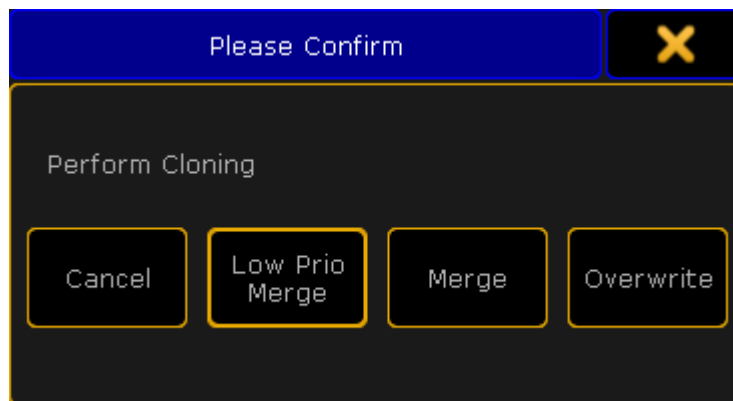 Please Confirm
Perform Cloning
Cancel
Low Prio
Merge
Merge
Overwrite